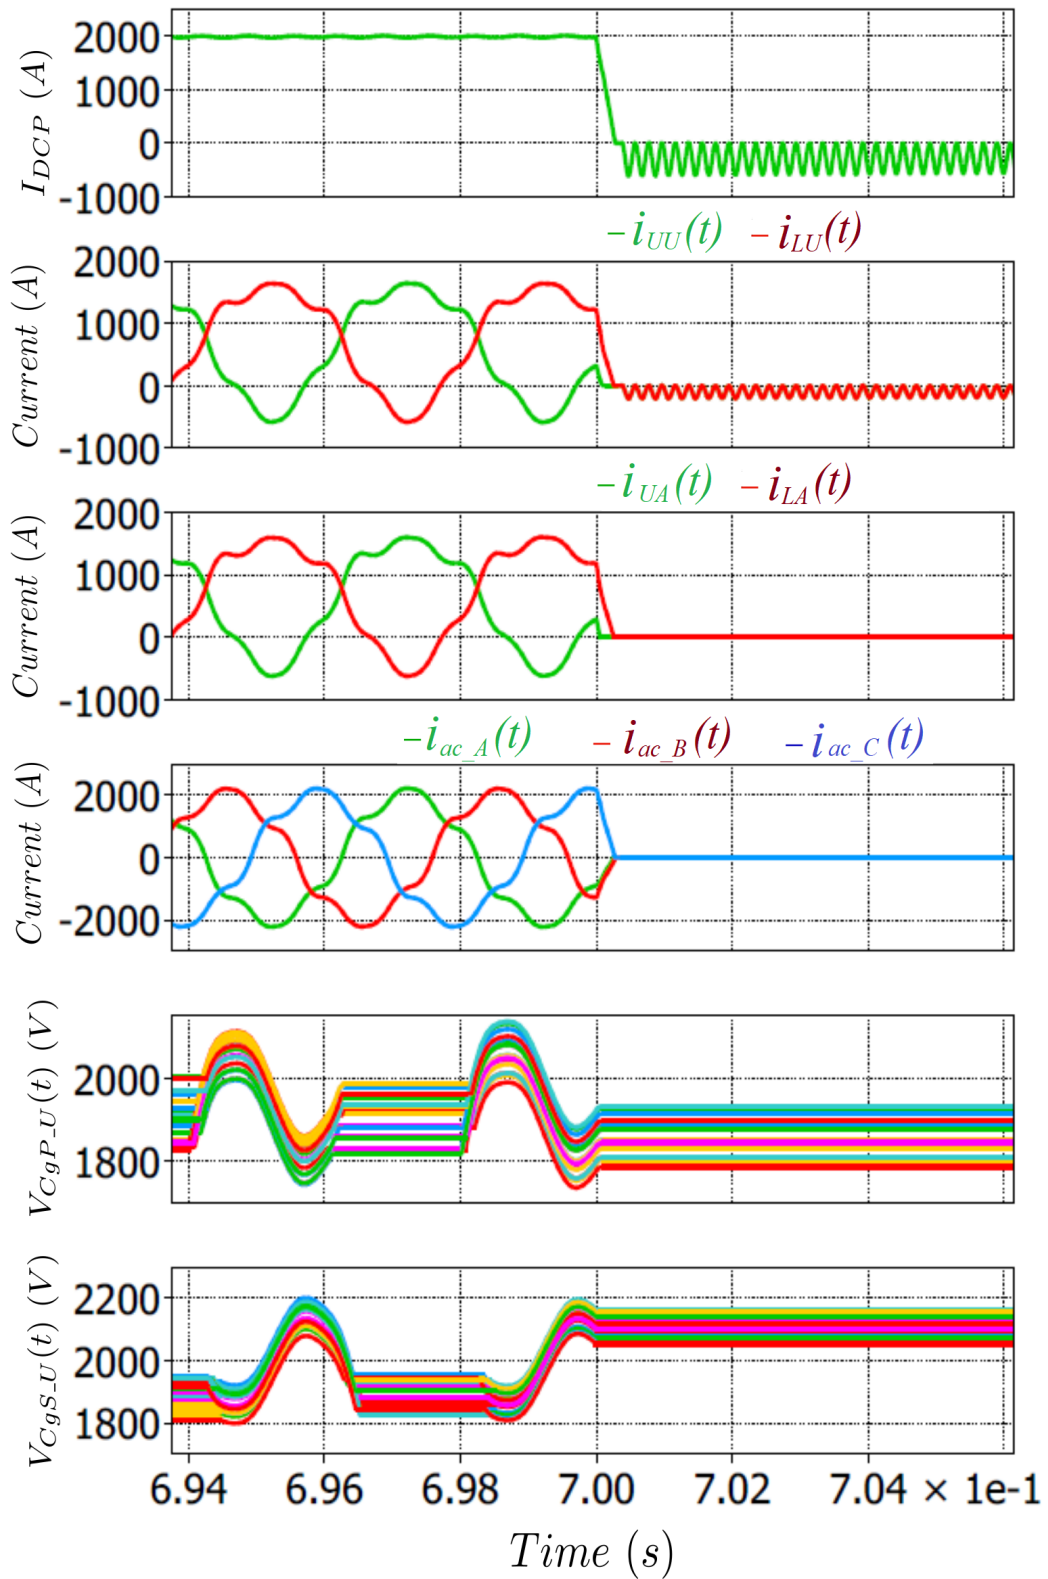 I_DCP (A)
2000
1000
0
-1000
– i_UU(t) – i_LU(t)
Current (A)
2000
1000
0
-1000
– i_UA(t) – i_LA(t)
Current (A)
2000
1000
0
-1000
– i_ac_A(t) – i_ac_B(t) – i_ac_C(t)
Current (A)
2000
0
-2000
V_CgP_U(t) (V)
2000
1800
V_CgS_U(t) (V)
2200
2000
1800
6.94 6.96 6.98 7.00 7.02 7.04 × 1e-1
Time (s)